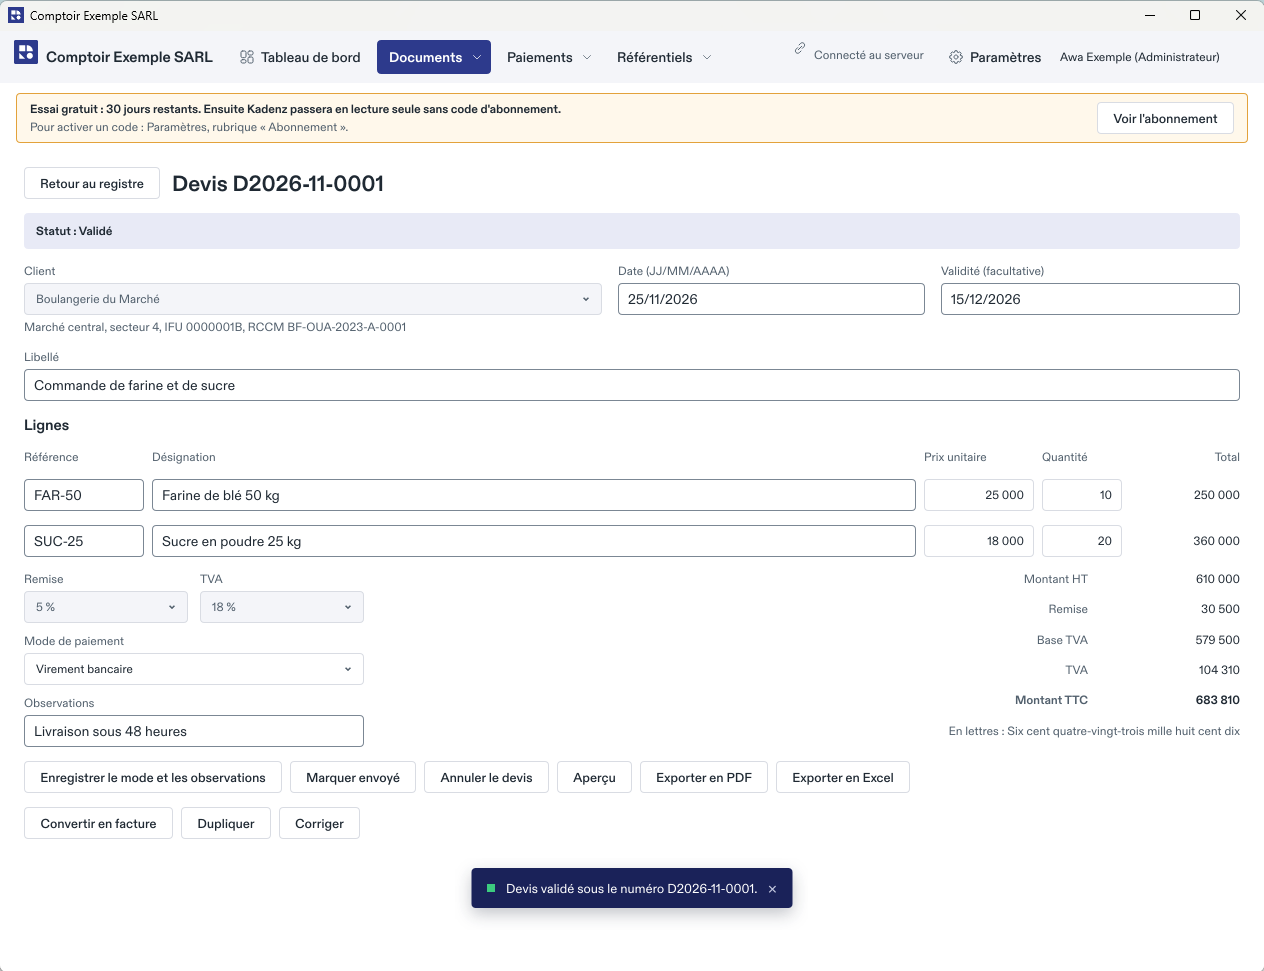 Comptoir Exemple SARL
Comptoir Exemple SARL Tableau de bord Documents Paiements Référentiels Connecté au serveur Paramètres Awa Exemple (Administrateur)
Essai gratuit : 30 jours restants. Ensuite Kadenz passera en lecture seule sans code d'abonnement.
Pour activer un code : Paramètres, rubrique « Abonnement ».
Voir l'abonnement
Retour au registre Devis D2026-11-0001
Statut : Validé
Client Date (JJ/MM/AAAA) Validité (facultative)
Boulangerie du Marché 25/11/2026 15/12/2026
Marché central, secteur 4, IFU 0000001B, RCCM BF-OUA-2023-A-0001
Libellé
Commande de farine et de sucre
Lignes
Référence Désignation Prix unitaire Quantité Total
FAR-50 Farine de blé 50 kg 25 000 10 250 000
SUC-25 Sucre en poudre 25 kg 18 000 20 360 000
Remise TVA Montant HT 610 000
5 % 18 % Remise 30 500
Mode de paiement Base TVA 579 500
Virement bancaire TVA 104 310
Observations Montant TTC 683 810
Livraison sous 48 heures En lettres : Six cent quatre-vingt-trois mille huit cent dix
Enregistrer le mode et les observations Marquer envoyé Annuler le devis Aperçu Exporter en PDF Exporter en Excel
Convertir en facture Dupliquer Corriger
Devis validé sous le numéro D2026-11-0001.